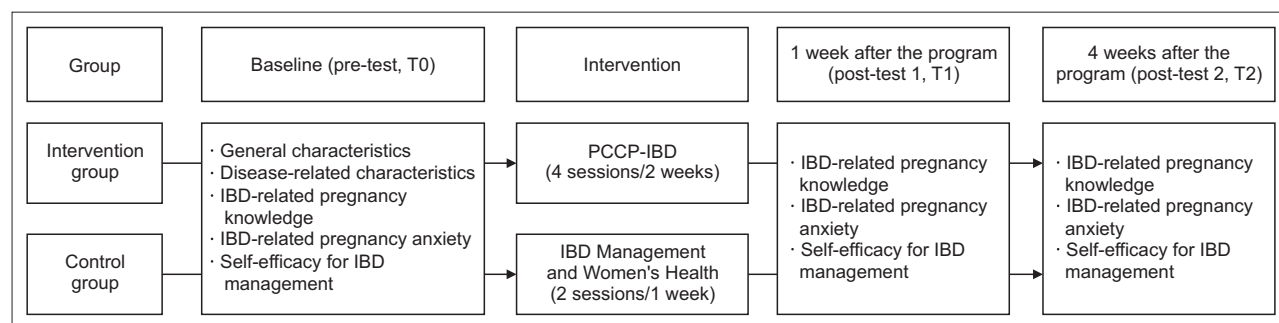 Group
Baseline (pre-test, T0)
Intervention
1 week after the program
(post-test 1, T1)
4 weeks after the
program (post-test 2, T2)
Intervention
group
· General characteristics
· Disease-related characteristics
· IBD-related pregnancy
knowledge
· IBD-related pregnancy anxiety
· Self-efficacy for IBD
management
PCCP-IBD
(4 sessions/2 weeks)
· IBD-related pregnancy
knowledge
· IBD-related pregnancy
anxiety
· Self-efficacy for IBD
management
· IBD-related pregnancy
knowledge
· IBD-related pregnancy
anxiety
· Self-efficacy for IBD
management
Control
group
IBD Management
and Women's Health
(2 sessions/1 week)